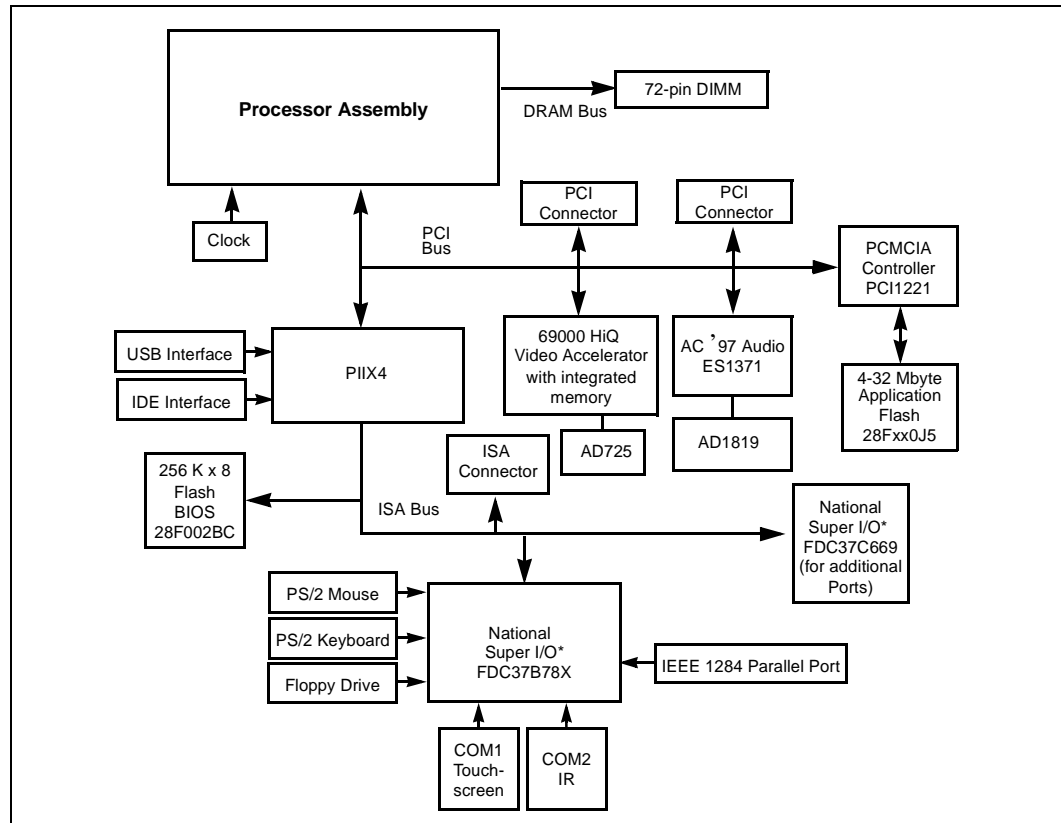 Processor Assembly
72-pin DIMM
DRAM Bus
PCI
Connector
PCI
Connector
Clock
PCI
Bus
PCMCIA
Controller
PCI1221
USB Interface
IDE Interface
PIIX4
69000 HiQ
Video Accelerator
with integrated
memory
AC ’97 Audio
ES1371
4-32 Mbyte
Application
Flash
28Fxx0J5
AD725
AD1819
ISA
Connector
256 K x 8
Flash
BIOS
28F002BC
ISA Bus
National
Super I/O*
FDC37C669
(for additional
Ports)
PS/2 Mouse
PS/2 Keyboard
Floppy Drive
National
Super I/O*
FDC37B78X
IEEE 1284 Parallel Port
COM1
Touch-
screen
COM2
IR